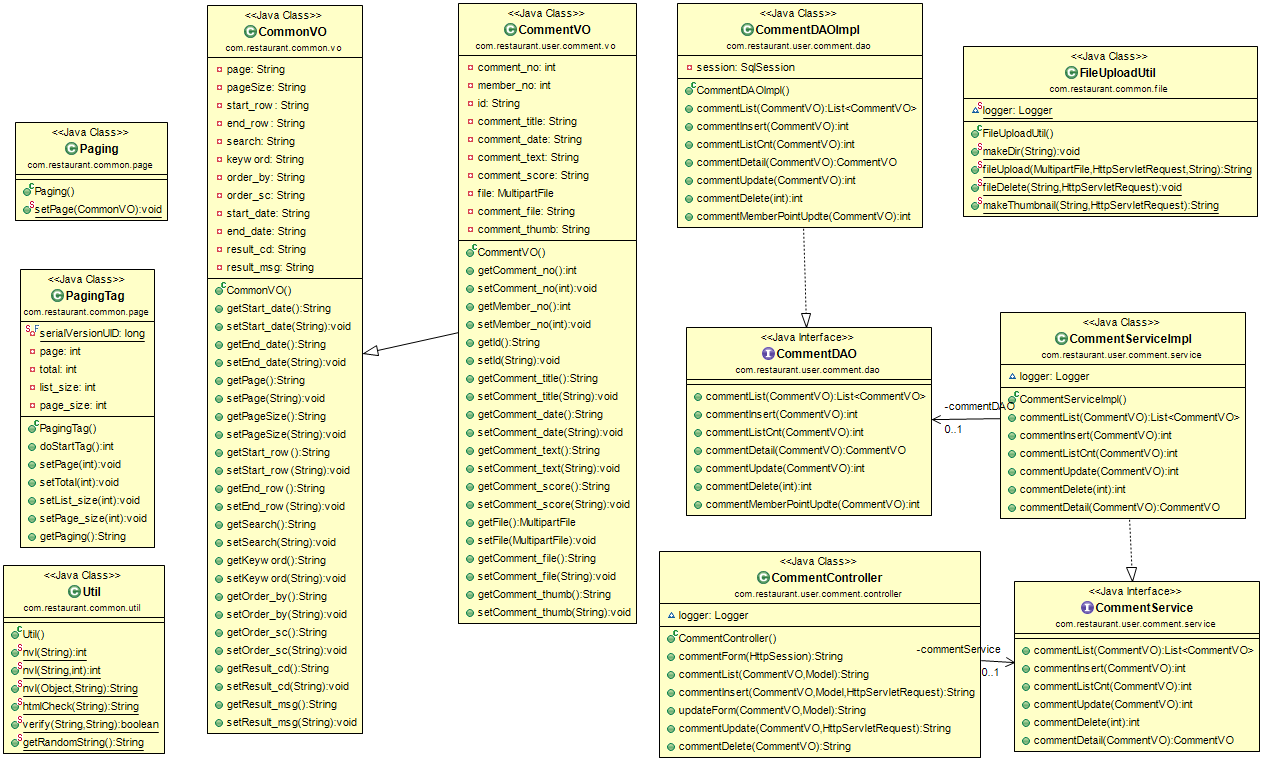 <<Java Class>>
Paging
com.restaurant.common.page
Paging()
setPage(CommonVO):void
<<Java Class>>
PagingTag
com.restaurant.common.page
serialVersionUID: long
page: int
total: int
list_size: int
page_size: int
PagingTag()
doStartTag():int
setPage(int):void
setTotal(int):void
setList_size(int):void
setPage_size(int):void
getPaging():String
<<Java Class>>
Util
com.restaurant.common.util
Util()
nvl(String):int
nvl(String,int):int
nvl(Object,String):String
htmlCheck(String):String
verify(String,String):boolean
getRandomString():String
<<Java Class>>
CommonVO
com.restaurant.common.vo
page: String
pageSize: String
start_row: String
end_row: String
search: String
keyword: String
order_by: String
order_sc: String
start_date: String
end_date: String
result_cd: String
result_msg: String
CommonVO()
getStart_date():String
setStart_date(String):void
getEnd_date():String
setEnd_date(String):void
getPage():String
setPage(String):void
getPageSize():String
setPageSize(String):void
getStart_row():String
setStart_row(String):void
getEnd_row():String
setEnd_row(String):void
getSearch():String
setSearch(String):void
getKeyword():String
setKeyword(String):void
getOrder_by():String
setOrder_by(String):void
getOrder_sc():String
setOrder_sc(String):void
getResult_cd():String
setResult_cd(String):void
getResult_msg():String
setResult_msg(String):void
<<Java Class>>
CommentVO
com.restaurant.user.comment.vo
comment_no: int
member_no: int
id: String
comment_title: String
comment_date: String
comment_text: String
comment_score: String
file: MultipartFile
comment_file: String
comment_thumb: String
CommentVO()
getComment_no():int
setComment_no(int):void
getMember_no():int
setMember_no(int):void
getId():String
setId(String):void
getComment_title():String
setComment_title(String):void
getComment_date():String
setComment_date(String):void
getComment_text():String
setComment_text(String):void
getComment_score():String
setComment_score(String):void
getFile():MultipartFile
setFile(MultipartFile):void
getComment_file():String
setComment_file(String):void
getComment_thumb():String
setComment_thumb(String):void
<<Java Class>>
CommentDAOImpl
com.restaurant.user.comment.dao
session: SqlSession
CommentDAOImpl()
commentList(CommentVO):List<CommentVO>
commentInsert(CommentVO):int
commentListCnt(CommentVO):int
commentDetail(CommentVO):CommentVO
commentUpdate(CommentVO):int
commentDelete(int):int
commentMemberPointUpdte(CommentVO):int
<<Java Class>>
FileUploadUtil
com.restaurant.common.file
logger: Logger
FileUploadUtil()
makeDir(String):void
fileUpload(MultipartFile,HttpServletRequest,String):String
fileDelete(String,HttpServletRequest):void
makeThumbnail(String,HttpServletRequest):String
<<Java Interface>>
CommentDAO
com.restaurant.user.comment.dao
commentList(CommentVO):List<CommentVO>
commentInsert(CommentVO):int
commentListCnt(CommentVO):int
commentDetail(CommentVO):CommentVO
commentUpdate(CommentVO):int
commentDelete(int):int
commentMemberPointUpdte(CommentVO):int
-commentDAO
0..1
<<Java Class>>
CommentServiceImpl
com.restaurant.user.comment.service
logger: Logger
CommentServiceImpl()
commentList(CommentVO):List<CommentVO>
commentInsert(CommentVO):int
commentListCnt(CommentVO):int
commentUpdate(CommentVO):int
commentDelete(int):int
commentDetail(CommentVO):CommentVO
<<Java Class>>
CommentController
com.restaurant.user.comment.controller
logger: Logger
CommentController()
commentForm(HttpSession):String
commentList(CommentVO,Model):String
commentInsert(CommentVO,Model,HttpServletRequest):String
updateForm(CommentVO,Model):String
commentUpdate(CommentVO,HttpServletRequest):String
commentDelete(CommentVO):String
-commentService
0..1
<<Java Interface>>
CommentService
com.restaurant.user.comment.service
commentList(CommentVO):List<CommentVO>
commentInsert(CommentVO):int
commentListCnt(CommentVO):int
commentUpdate(CommentVO):int
commentDelete(int):int
commentDetail(CommentVO):CommentVO